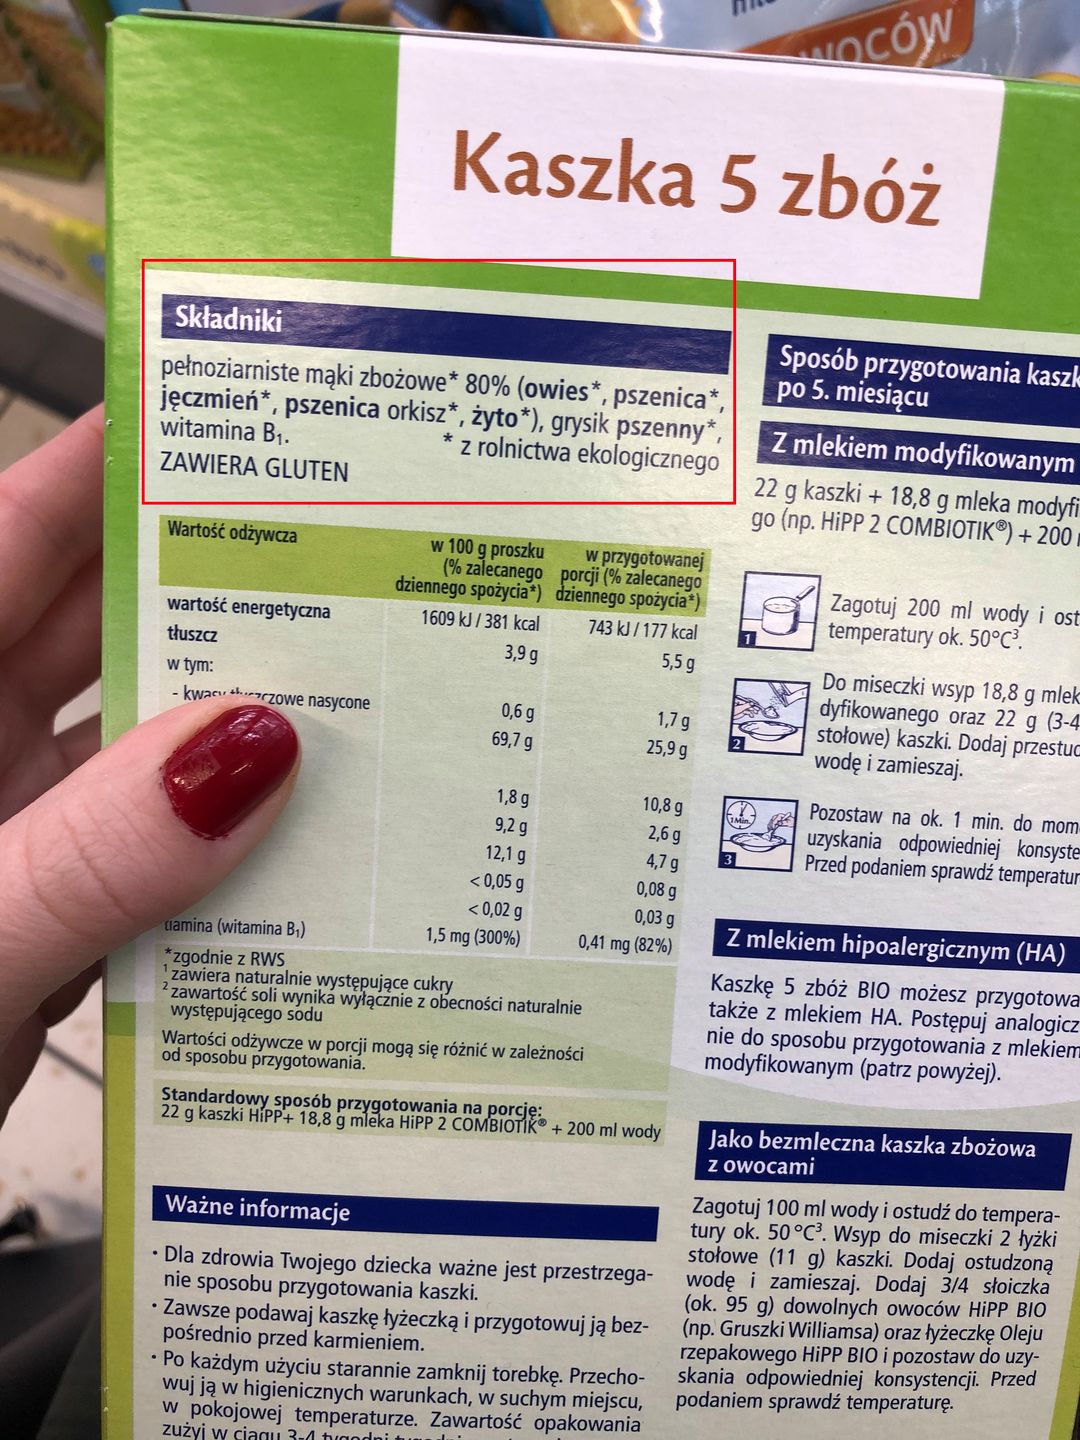 WOCÓW
Kaszka 5 zbóż
Składniki
pełnoziarniste mąki zbożowe* 80% (owies*, pszenica*,
jęczmień*, pszenica orkisz*, żyto*), grysik pszenny*,
witamina B₁.
* z rolnictwa ekologicznego
ZAWIERA GLUTEN
Wartość odżywcza
w 100 g proszku
(% zalecanego
dziennego spożycia*)
w przygotowanej
porcji (% zalecanego
dziennego spożycia*)
wartość energetyczna 1609 kJ / 381 kcal 743 kJ / 177 kcal
tłuszcz 3,9 g 5,5 g
w tym:
- kwasy tłuszczowe nasycone 0,6 g 1,7 g
69,7 g 25,9 g
1,8 g 10,8 g
9,2 g 2,6 g
12,1 g 4,7 g
< 0,05 g 0,08 g
< 0,02 g 0,03 g
tiamina (witamina B₁) 1,5 mg (300%) 0,41 mg (82%)
*zgodnie z RWS
¹ zawiera naturalnie występujące cukry
² zawartość soli wynika wyłącznie z obecności naturalnie
występującego sodu
Wartości odżywcze w porcji mogą się różnić w zależności
od sposobu przygotowania.
Standardowy sposób przygotowania na porcję:
22 g kaszki HiPP+ 18,8 g mleka HiPP 2 COMBIOTIK® + 200 ml wody
Ważne informacje
• Dla zdrowia Twojego dziecka ważne jest przestrzega-
nie sposobu przygotowania kaszki.
• Zawsze podawaj kaszkę łyżeczką i przygotowuj ją bez-
pośrednio przed karmieniem.
• Po każdym użyciu starannie zamknij torebkę. Przecho-
wuj ją w higienicznych warunkach, w suchym miejscu,
w pokojowej temperaturze. Zawartość opakowania
zużyj w ciągu 3-4 tygodni
Sposób przygotowania kaszk
po 5. miesiącu
Z mlekiem modyfikowanym
22 g kaszki + 18,8 g mleka modyfi
go (np. HiPP 2 COMBIOTIK®) + 200
1
Zagotuj 200 ml wody i ost
temperatury ok. 50°C³.
2
Do miseczki wsyp 18,8 g mlek
dyfikowanego oraz 22 g (3-4
stołowe) kaszki. Dodaj przestud
wodę i zamieszaj.
1 Min.
3
Pozostaw na ok. 1 min. do mom
uzyskania odpowiedniej konsyste
Przed podaniem sprawdź temperatur
Z mlekiem hipoalergicznym (HA)
Kaszkę 5 zbóż BIO możesz przygotowa
także z mlekiem HA. Postępuj analogicz
nie do sposobu przygotowania z mlekiem
modyfikowanym (patrz powyżej).
Jako bezmleczna kaszka zbożowa
z owocami
Zagotuj 100 ml wody i ostudź do tempera-
tury ok. 50°C³. Wsyp do miseczki 2 łyżki
stołowe (11 g) kaszki. Dodaj ostudzoną
wodę i zamieszaj. Dodaj 3/4 słoiczka
(ok. 95 g) dowolnych owoców HiPP BIO
(np. Gruszki Williamsa) oraz łyżeczkę Oleju
rzepakowego HiPP BIO i pozostaw do uzy-
skania odpowiedniej konsystencji. Przed
podaniem sprawdź temperaturę.